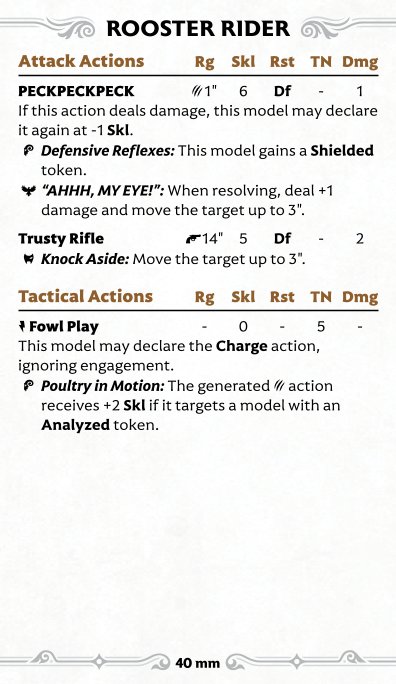 ROOSTER RIDER
Attack Actions Rg Skl Rst TN Dmg
PECKPECKPECK 1" 6 Df - 1
If this action deals damage, this model may declare
it again at -1 Skl.
Defensive Reflexes: This model gains a Shielded
token.
“AHHH, MY EYE!”: When resolving, deal +1
damage and move the target up to 3".
Trusty Rifle 14" 5 Df - 2
Knock Aside: Move the target up to 3".
Tactical Actions Rg Skl Rst TN Dmg
Fowl Play - 0 - 5 -
This model may declare the Charge action,
ignoring engagement.
Poultry in Motion: The generated action
receives +2 Skl if it targets a model with an
Analyzed token.
40 mm